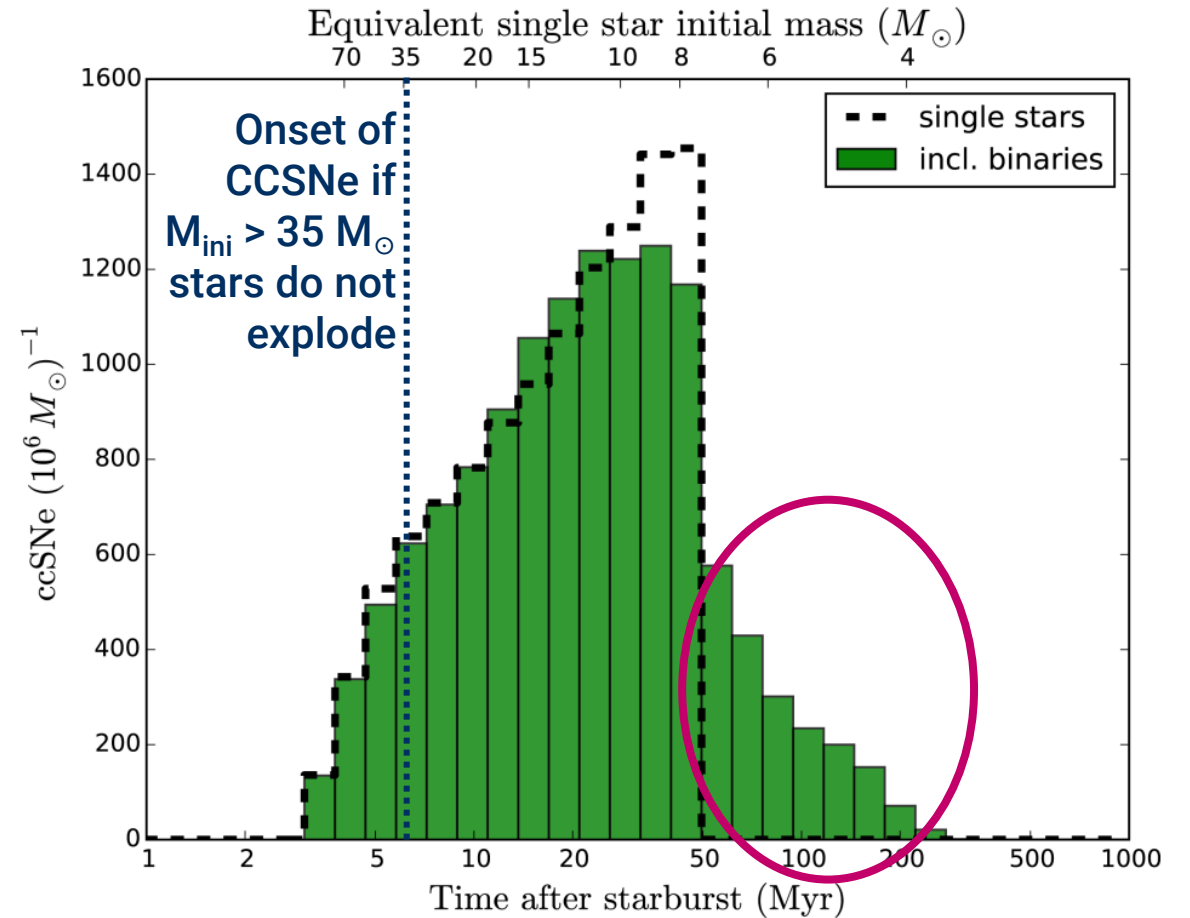 Equivalent single star initial mass (M☉)
70 35 20 15 10 8 6 4
1600
1400
1200
1000
800
600
400
200
0
ccSNe (10⁶ M☉)⁻¹
Onset of
CCSNe if
Mini > 35 M☉
stars do not
explode
single stars
incl. binaries
1 2 5 10 20 50 100 200 500 1000
Time after starburst (Myr)